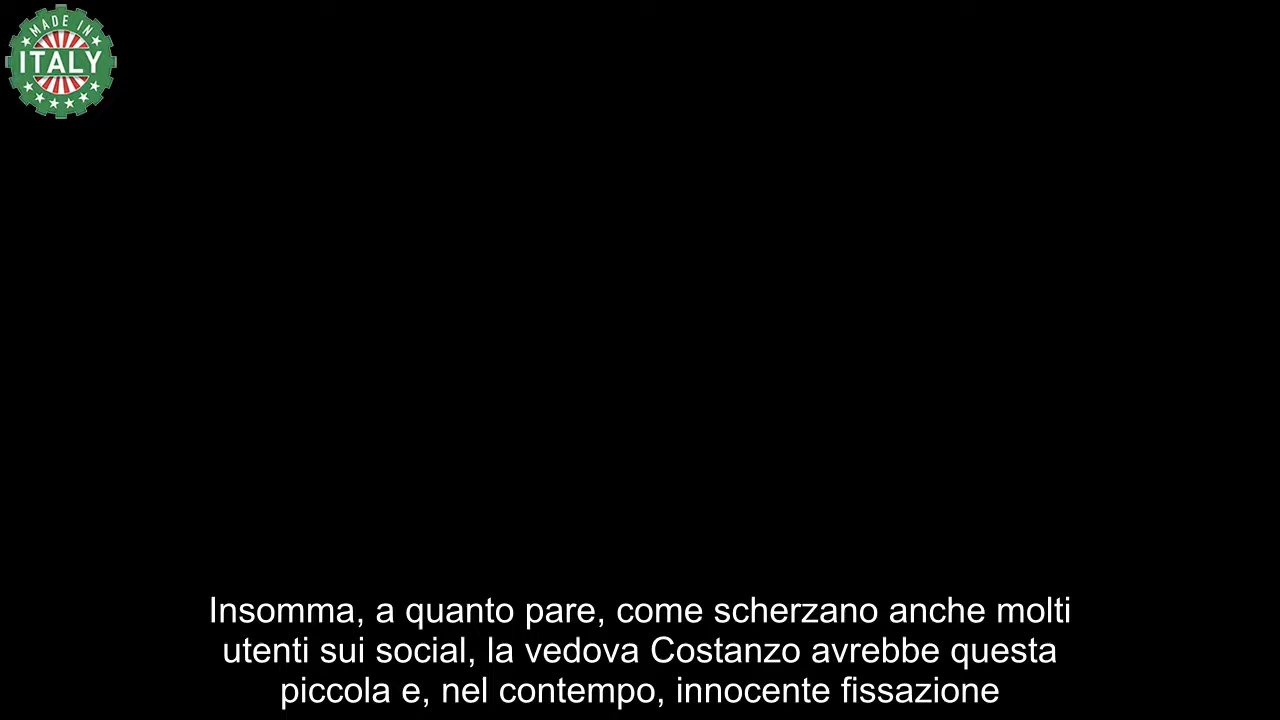 MADE IN
ITALY
Insomma, a quanto pare, come scherzano anche molti
utenti sui social, la vedova Costanzo avrebbe questa
piccola e, nel contempo, innocente fissazione